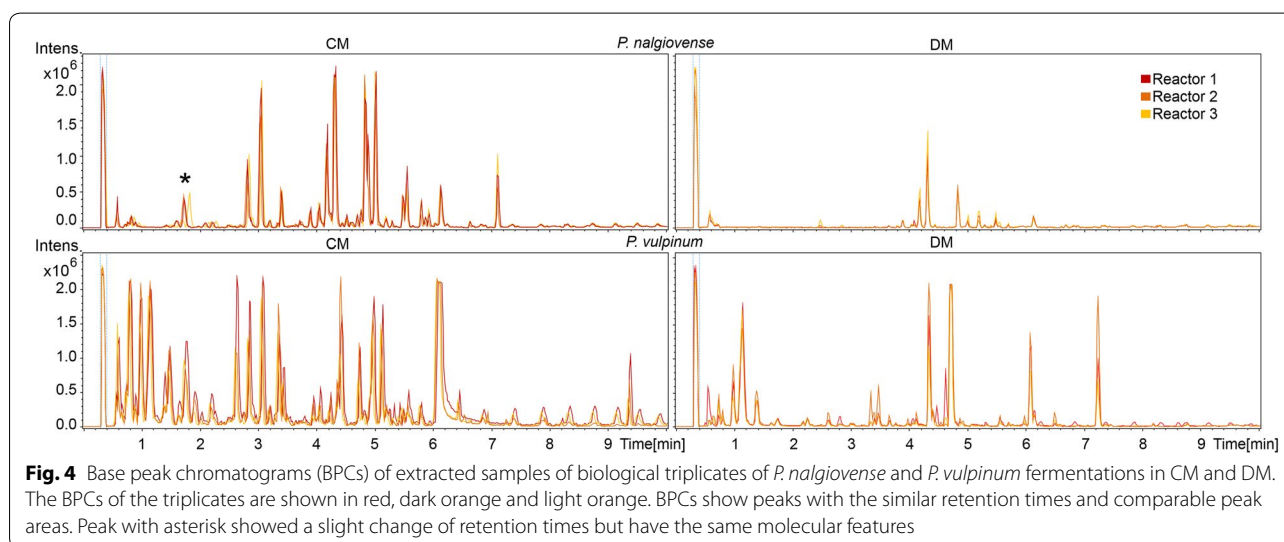 CM P. nalgiovense DM
Intens.
x10⁶
2.0
1.5
1.0
0.5
0.0
*
Reactor 1
Reactor 2
Reactor 3
CM P. vulpinum DM
Intens.
x10⁶
2.0
1.5
1.0
0.5
0.0
1 2 3 4 5 6 7 8 9 Time[min] 1 2 3 4 5 6 7 8 9 Time[min]
Fig. 4 Base peak chromatograms (BPCs) of extracted samples of biological triplicates of P. nalgiovense and P. vulpinum fermentations in CM and DM.
The BPCs of the triplicates are shown in red, dark orange and light orange. BPCs show peaks with the similar retention times and comparable peak
areas. Peak with asterisk showed a slight change of retention times but have the same molecular features